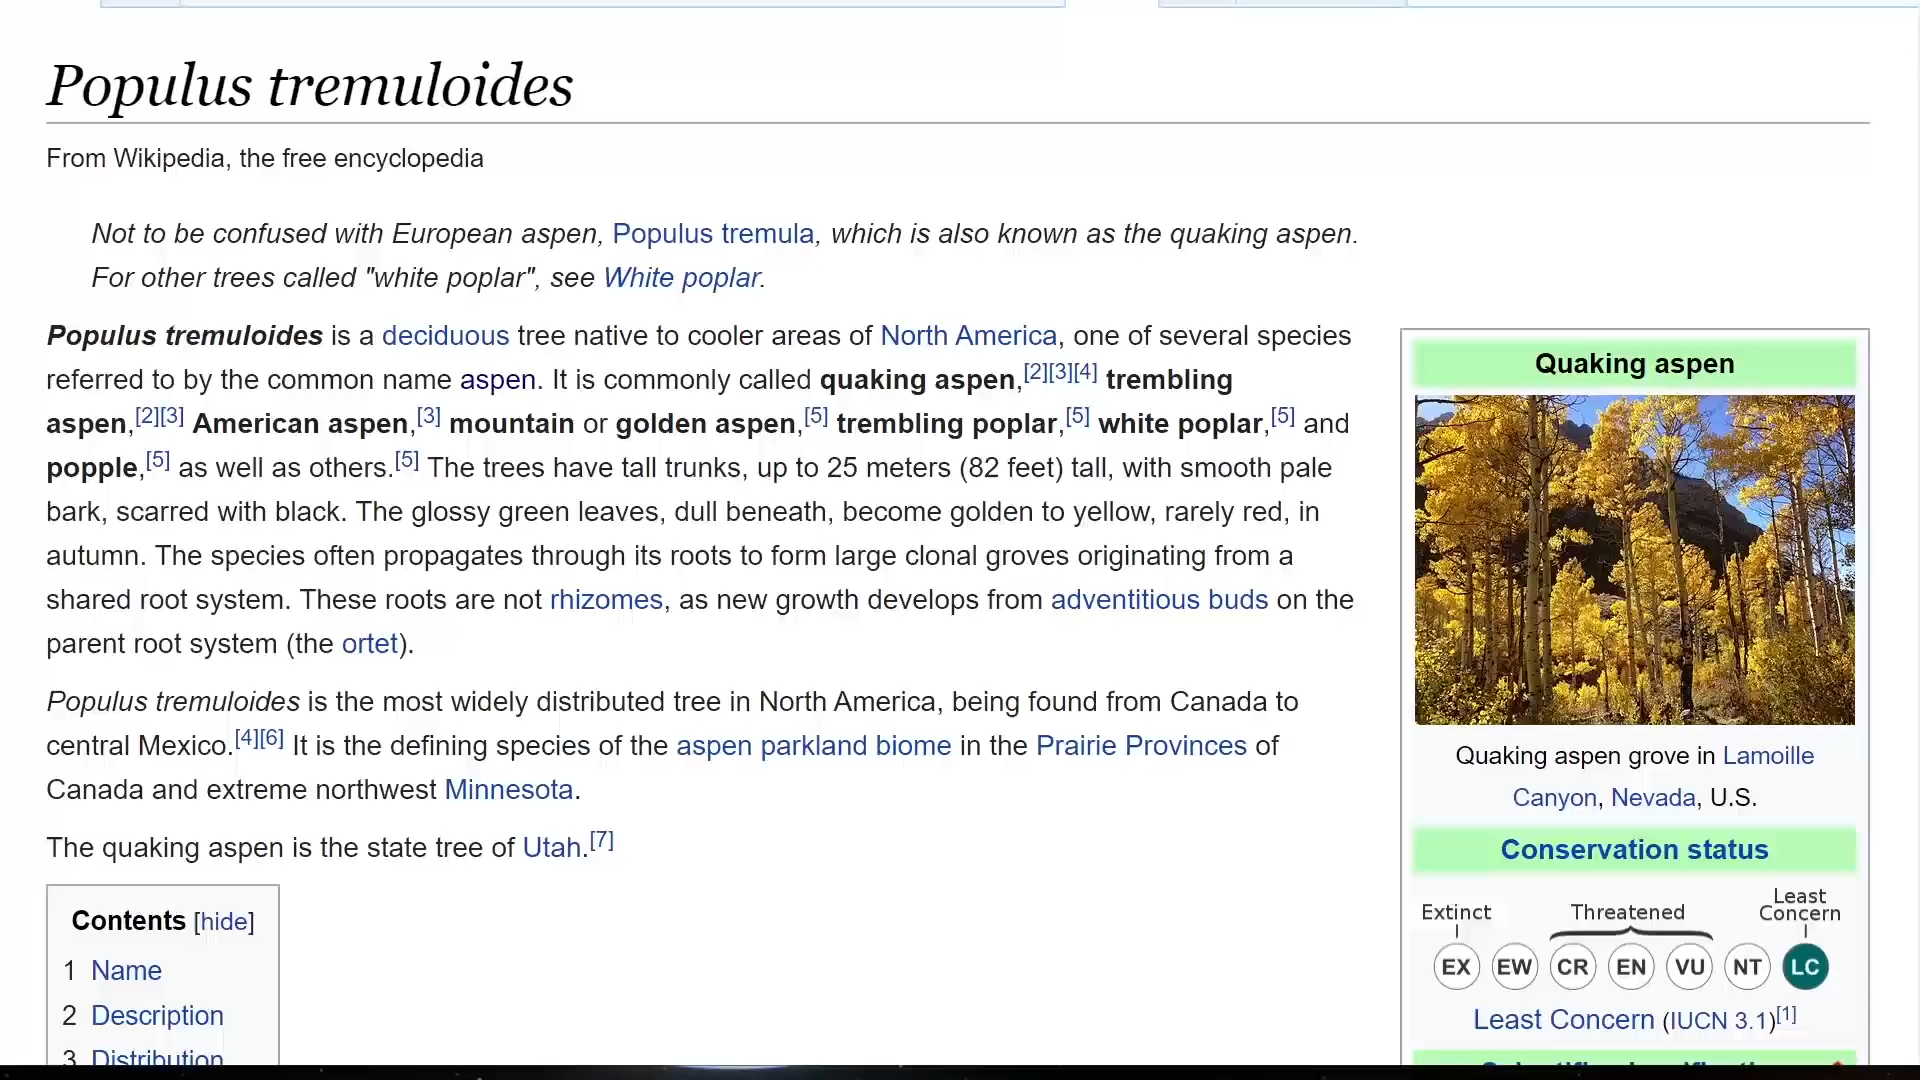 Populus tremuloides
From Wikipedia, the free encyclopedia
Not to be confused with European aspen, Populus tremula, which is also known as the quaking aspen.
For other trees called "white poplar", see White poplar.
Populus tremuloides is a deciduous tree native to cooler areas of North America, one of several species
referred to by the common name aspen. It is commonly called quaking aspen,[2][3][4] trembling
aspen,[2][3] American aspen,[3] mountain or golden aspen,[5] trembling poplar,[5] white poplar,[5] and
popple,[5] as well as others.[5] The trees have tall trunks, up to 25 meters (82 feet) tall, with smooth pale
bark, scarred with black. The glossy green leaves, dull beneath, become golden to yellow, rarely red, in
autumn. The species often propagates through its roots to form large clonal groves originating from a
shared root system. These roots are not rhizomes, as new growth develops from adventitious buds on the
parent root system (the ortet).
Populus tremuloides is the most widely distributed tree in North America, being found from Canada to
central Mexico.[4][6] It is the defining species of the aspen parkland biome in the Prairie Provinces of
Canada and extreme northwest Minnesota.
The quaking aspen is the state tree of Utah.[7]
Contents [hide]
1 Name
2 Description
3 Distribution
Quaking aspen
Quaking aspen grove in Lamoille
Canyon, Nevada, U.S.
Conservation status
Least
Extinct Threatened Concern
EX EW CR EN VU NT LC
Least Concern (IUCN 3.1)[1]